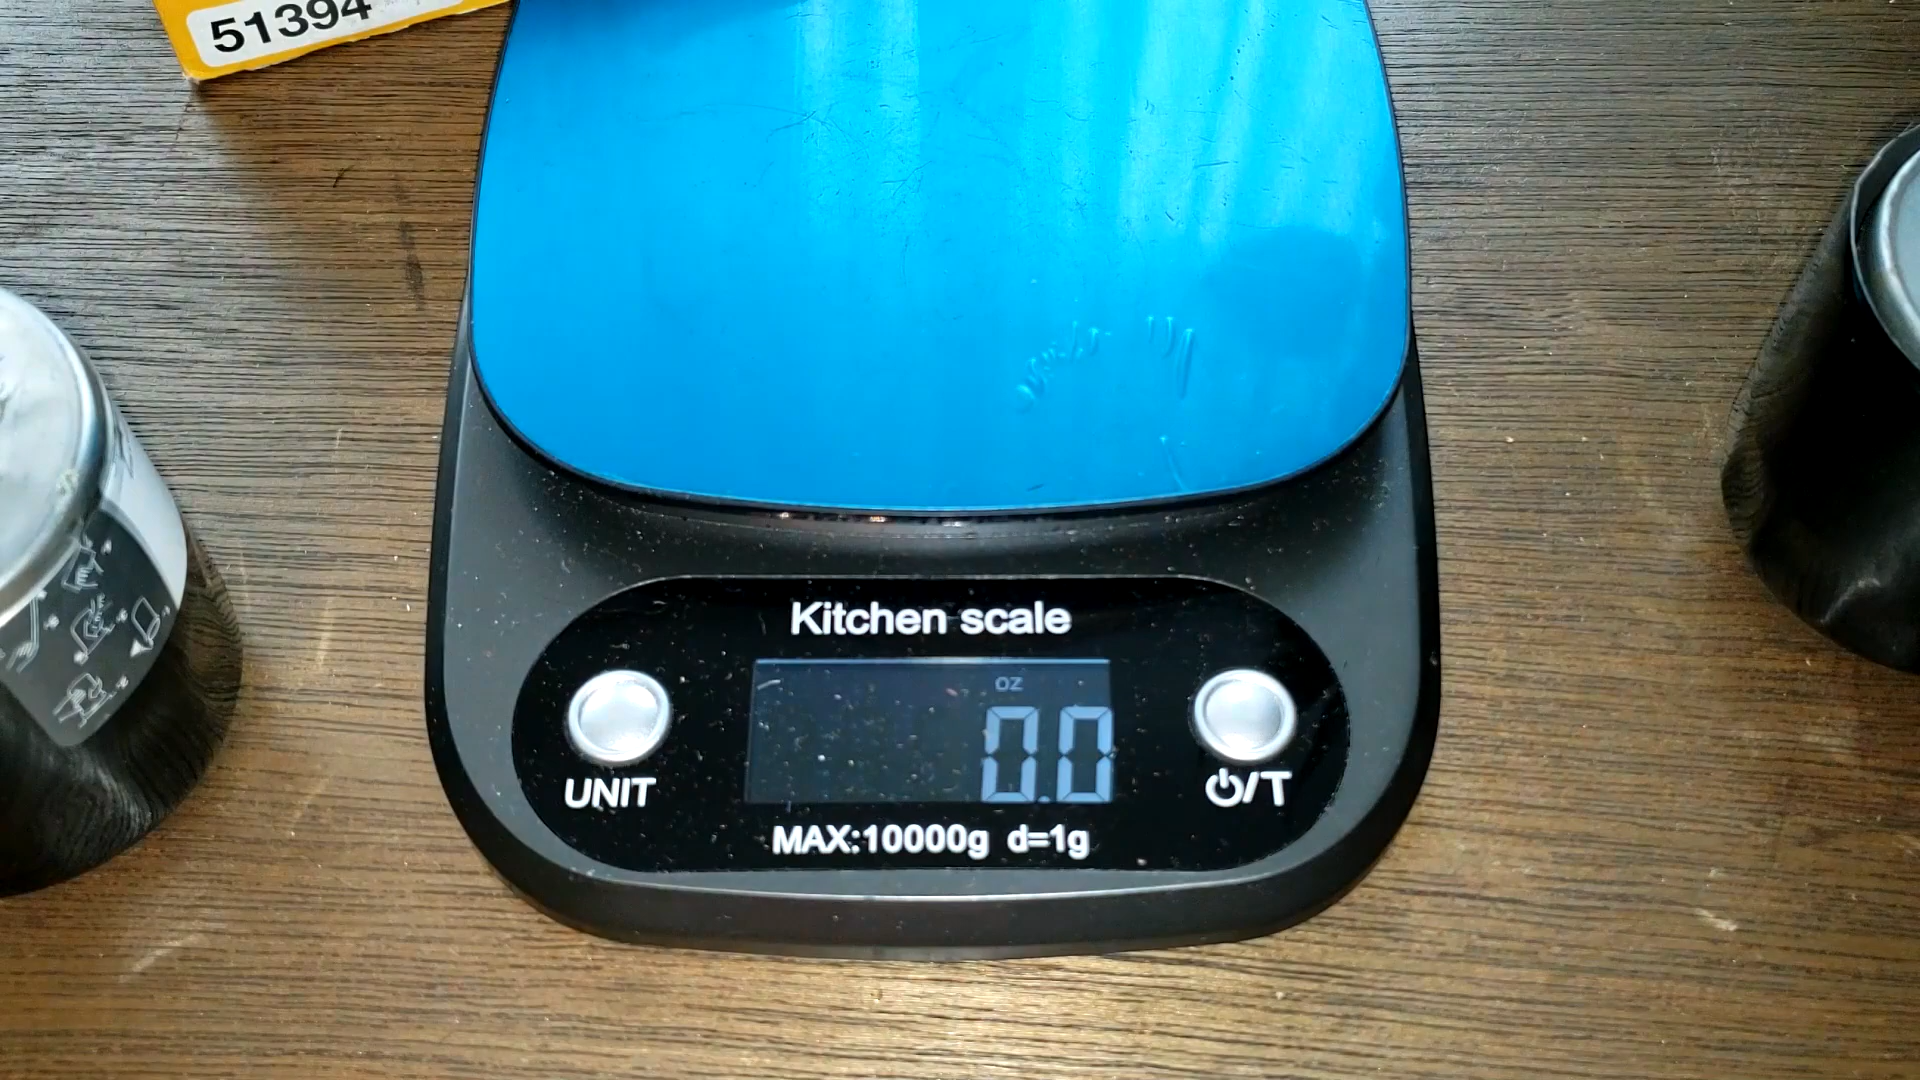 51394
Kitchen scale
oz
0.0
UNIT
⏻/T
MAX:10000g d=1g